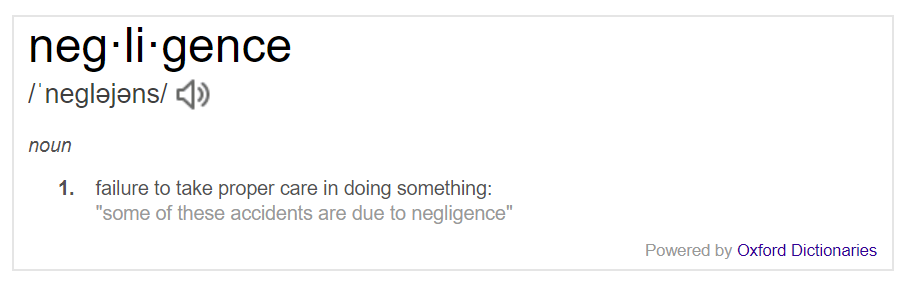 neg·li·gence
/ˈneɡləjəns/
noun
1. failure to take proper care in doing something:
"some of these accidents are due to negligence"
Powered by Oxford Dictionaries